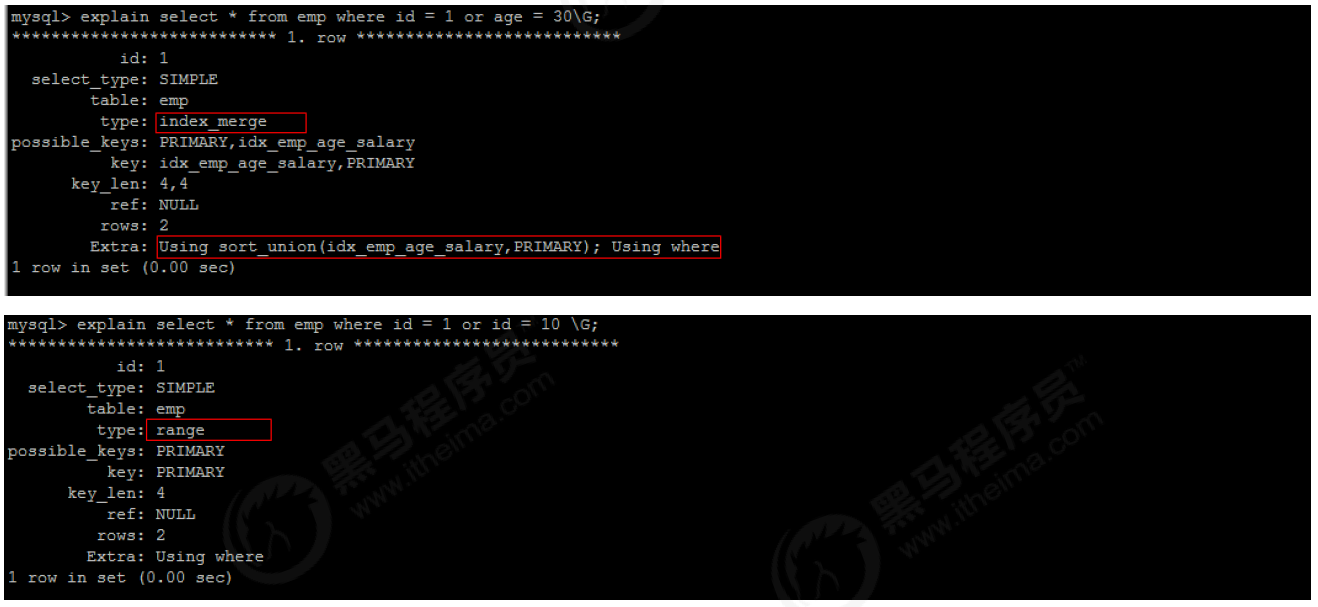 mysql> explain select * from emp where id = 1 or age = 30\G;
*************************** 1. row ***************************
id: 1
select_type: SIMPLE
table: emp
type: index_merge
possible_keys: PRIMARY,idx_emp_age_salary
key: idx_emp_age_salary,PRIMARY
key_len: 4,4
ref: NULL
rows: 2
Extra: Using sort_union(idx_emp_age_salary,PRIMARY); Using where
1 row in set (0.00 sec)
mysql> explain select * from emp where id = 1 or id = 10 \G;
*************************** 1. row ***************************
id: 1
select_type: SIMPLE
table: emp
type: range
possible_keys: PRIMARY
key: PRIMARY
key_len: 4
ref: NULL
rows: 2
Extra: Using where
1 row in set (0.00 sec)
黑马程序员
www.itheima.com
黑马程序员™
www.itheima.com